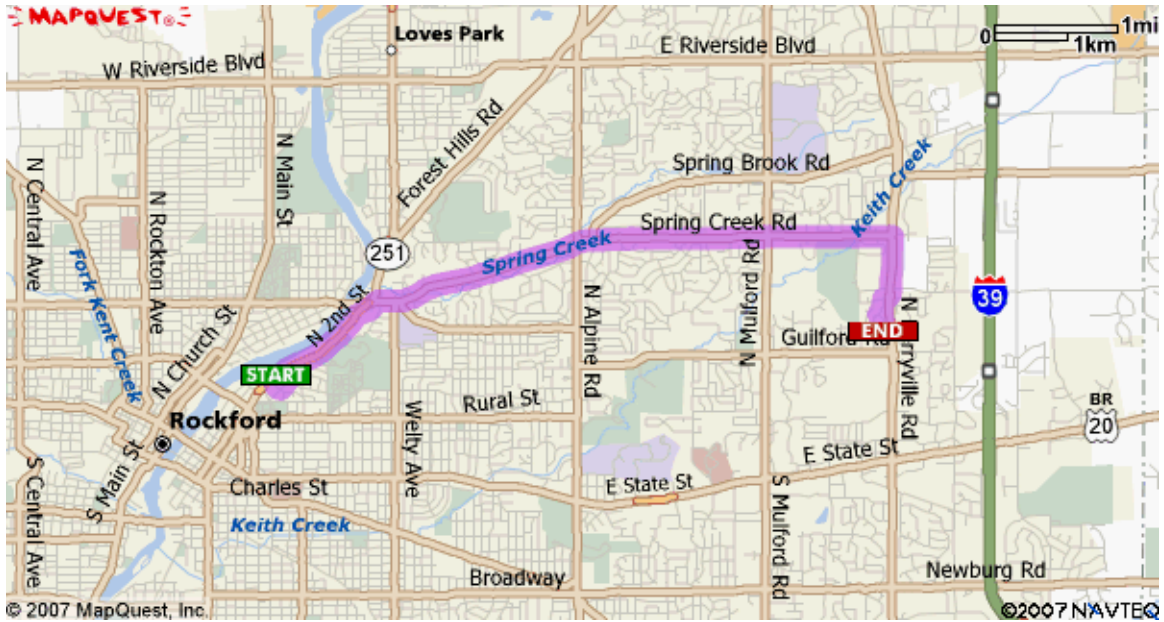 MAPQUEST®
Loves Park
E Riverside Blvd
0
1mi
1km
W Riverside Blvd
Forest Hills Rd
N Main St
N Central Ave
N Rockton Ave
Spring Brook Rd
Keith Creek
Spring Creek Rd
Spring Creek
251
Fork Kent Creek
N Church St
N 2nd St
N Alpine Rd
N Mulford Rd
39
START
END
Guilford Rd
N
rryville Rd
Rockford
Rural St
Welty Ave
BR
20
S Main St
S Central Ave
Charles St
E State St
E State St
Keith Creek
S Mulford Rd
Broadway
Newburg Rd
© 2007 MapQuest, Inc.
©2007 NAVTEQ